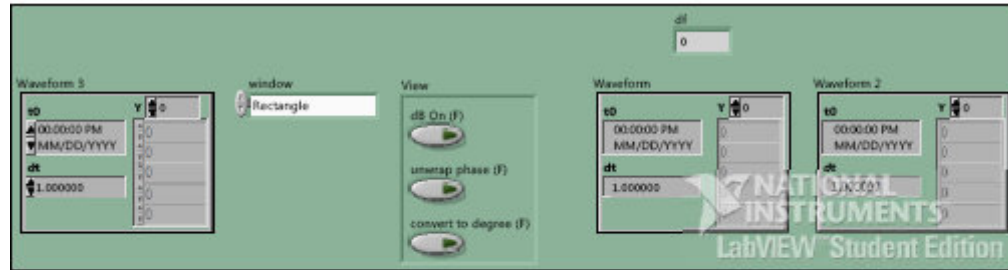 df
0
Waveform 3
t0
00:00:00 PM
MM/DD/YYYY
dt
1.000000
Y
0
0
0
0
0
0
window
Rectangle
View
dB On (F)
unwrap phase (F)
convert to degree (F)
Waveform
t0
00:00:00 PM
MM/DD/YYYY
dt
1.000000
Y
0
0
Waveform 2
t0
00:00:00 PM
MM/DD/YYYY
dt
Y
0
0
0
0
0
0
NATIONAL
INSTRUMENTS
LabVIEW™ Student Edition